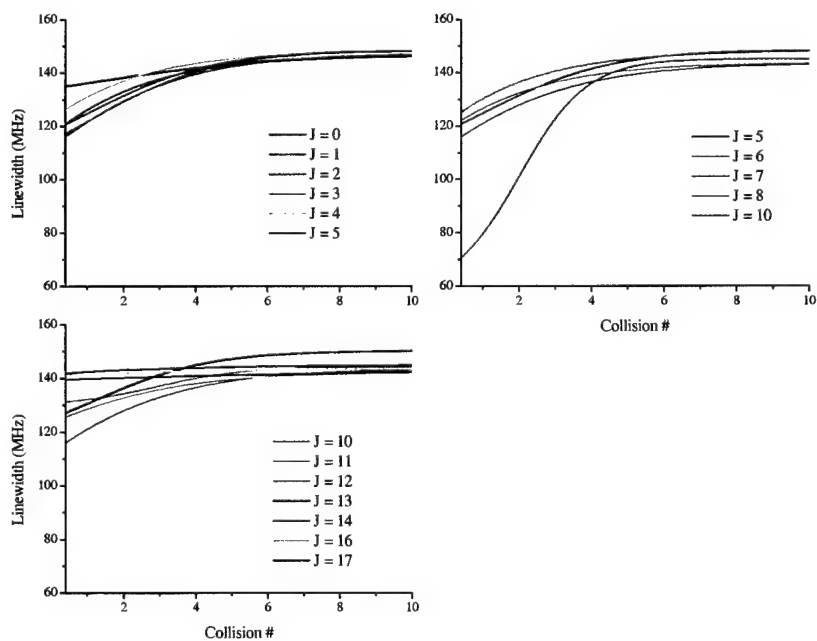 160
140
120
100
80
60
Linewidth (MHz)
2
4
6
8
10
J = 0
J = 1
J = 2
J = 3
J = 4
J = 5
160
140
120
100
80
60
2
4
6
8
10
Collision #
J = 5
J = 6
J = 7
J = 8
J = 10
160
140
120
100
80
60
Linewidth (MHz)
2
4
6
8
10
Collision #
J = 10
J = 11
J = 12
J = 13
J = 14
J = 16
J = 17